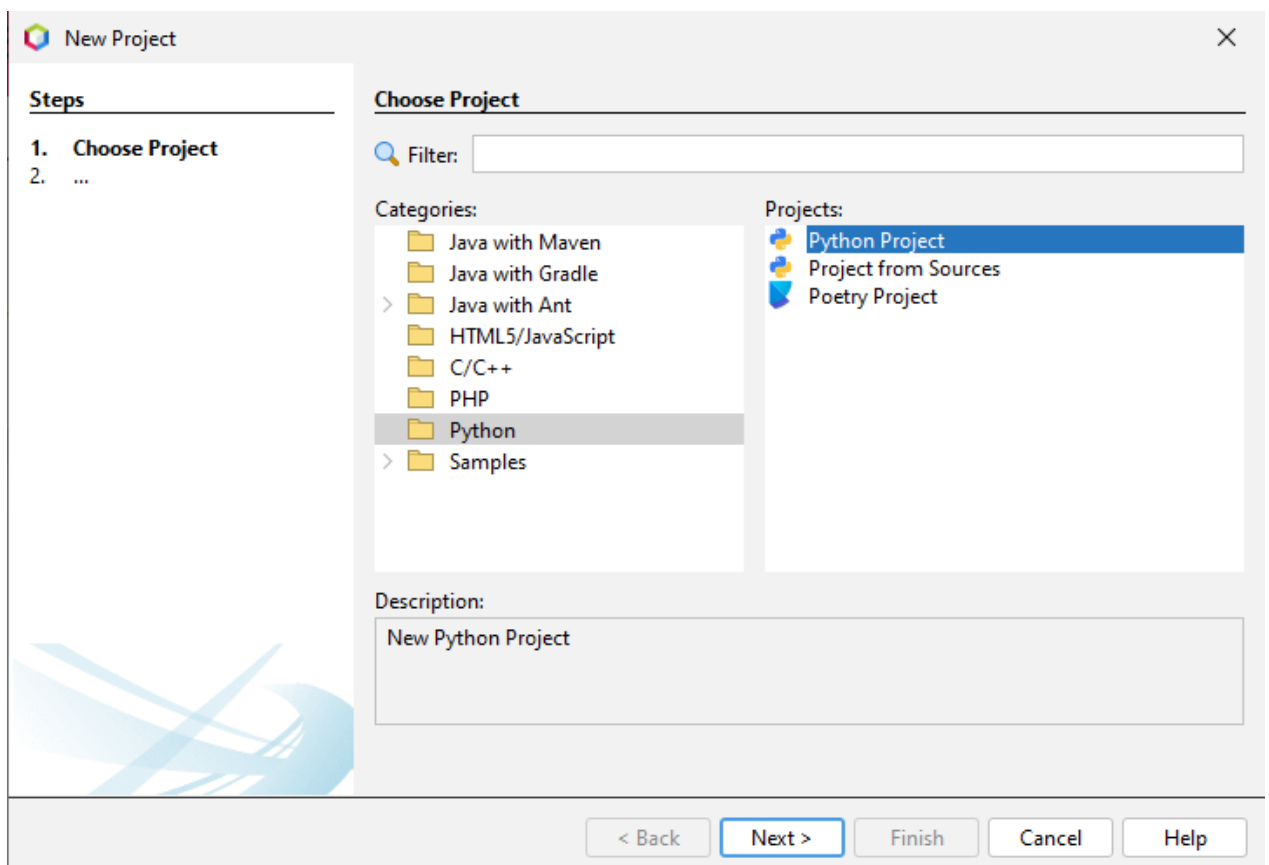 New Project
Steps
1. Choose Project
2. ...
Choose Project
Filter:
Categories:
Java with Maven
Java with Gradle
Java with Ant
HTML5/JavaScript
C/C++
PHP
Python
Samples
Projects:
Python Project
Project from Sources
Poetry Project
Description:
New Python Project
< Back
Next >
Finish
Cancel
Help